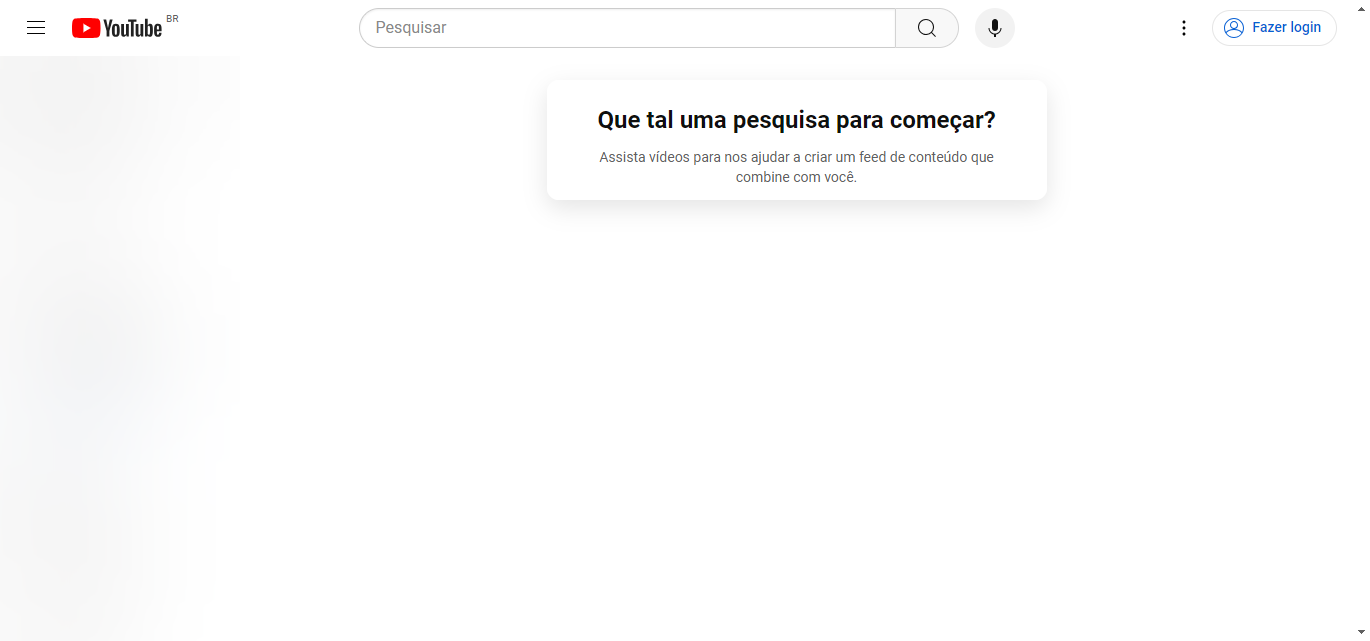 YouTube BR
Pesquisar
Fazer login
Que tal uma pesquisa para começar?
Assista vídeos para nos ajudar a criar um feed de conteúdo que
combine com você.